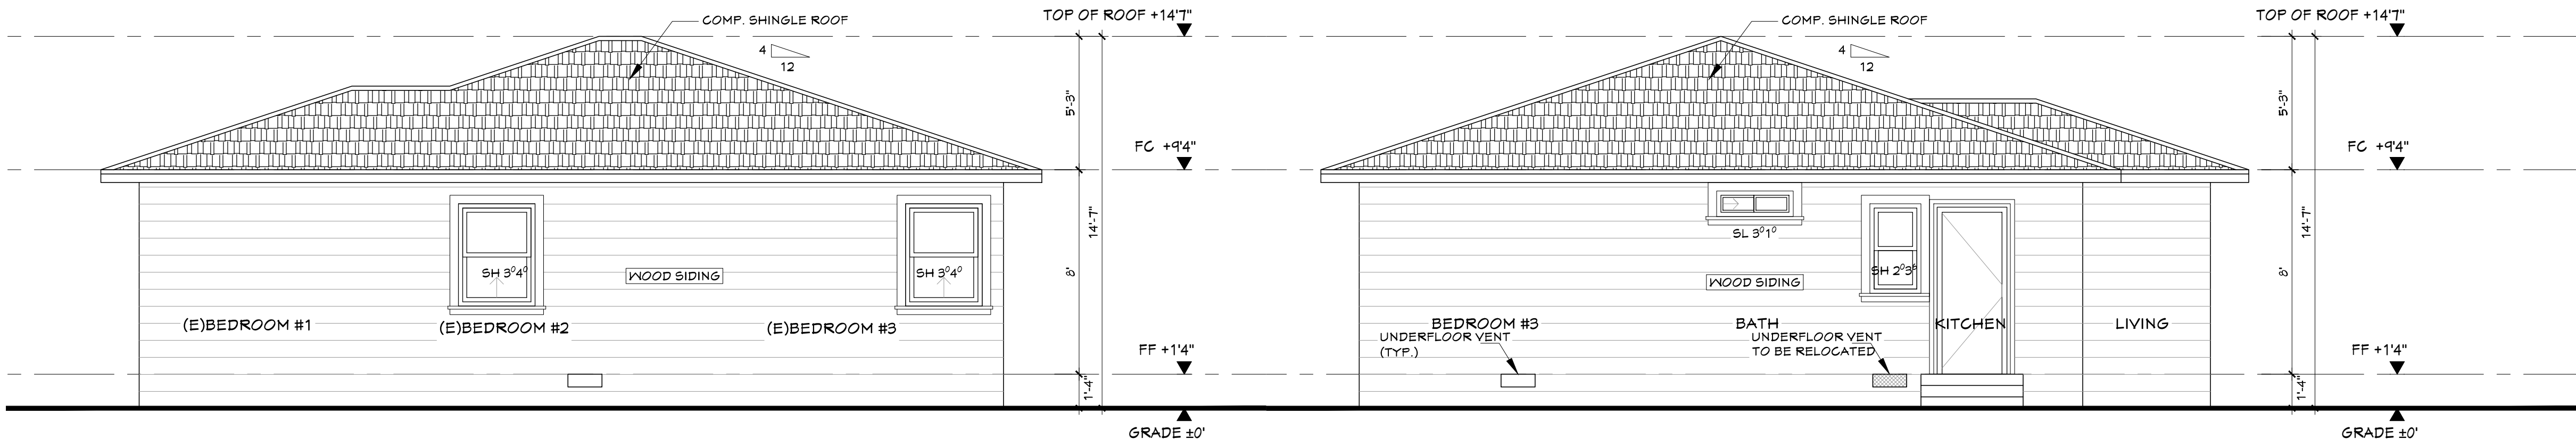 COMP. SHINGLE ROOF
4
12
TOP OF ROOF +14'7"
5'-3"
FC +9'4"
14'-7"
8'
SH 3⁰4⁰
WOOD SIDING
SH 3⁰4⁰
(E)BEDROOM #1
(E)BEDROOM #2
(E)BEDROOM #3
FF +1'4"
1'-4"
GRADE ±0'
COMP. SHINGLE ROOF
4
12
TOP OF ROOF +14'7"
5'-3"
FC +9'4"
14'-7"
8'
SL 3⁰1⁰
SH 2⁰3⁶
WOOD SIDING
BEDROOM #3
BATH
KITCHEN
LIVING
UNDERFLOOR VENT
(TYP.)
UNDERFLOOR VENT
TO BE RELOCATED
FF +1'4"
1'-4"
GRADE ±0'